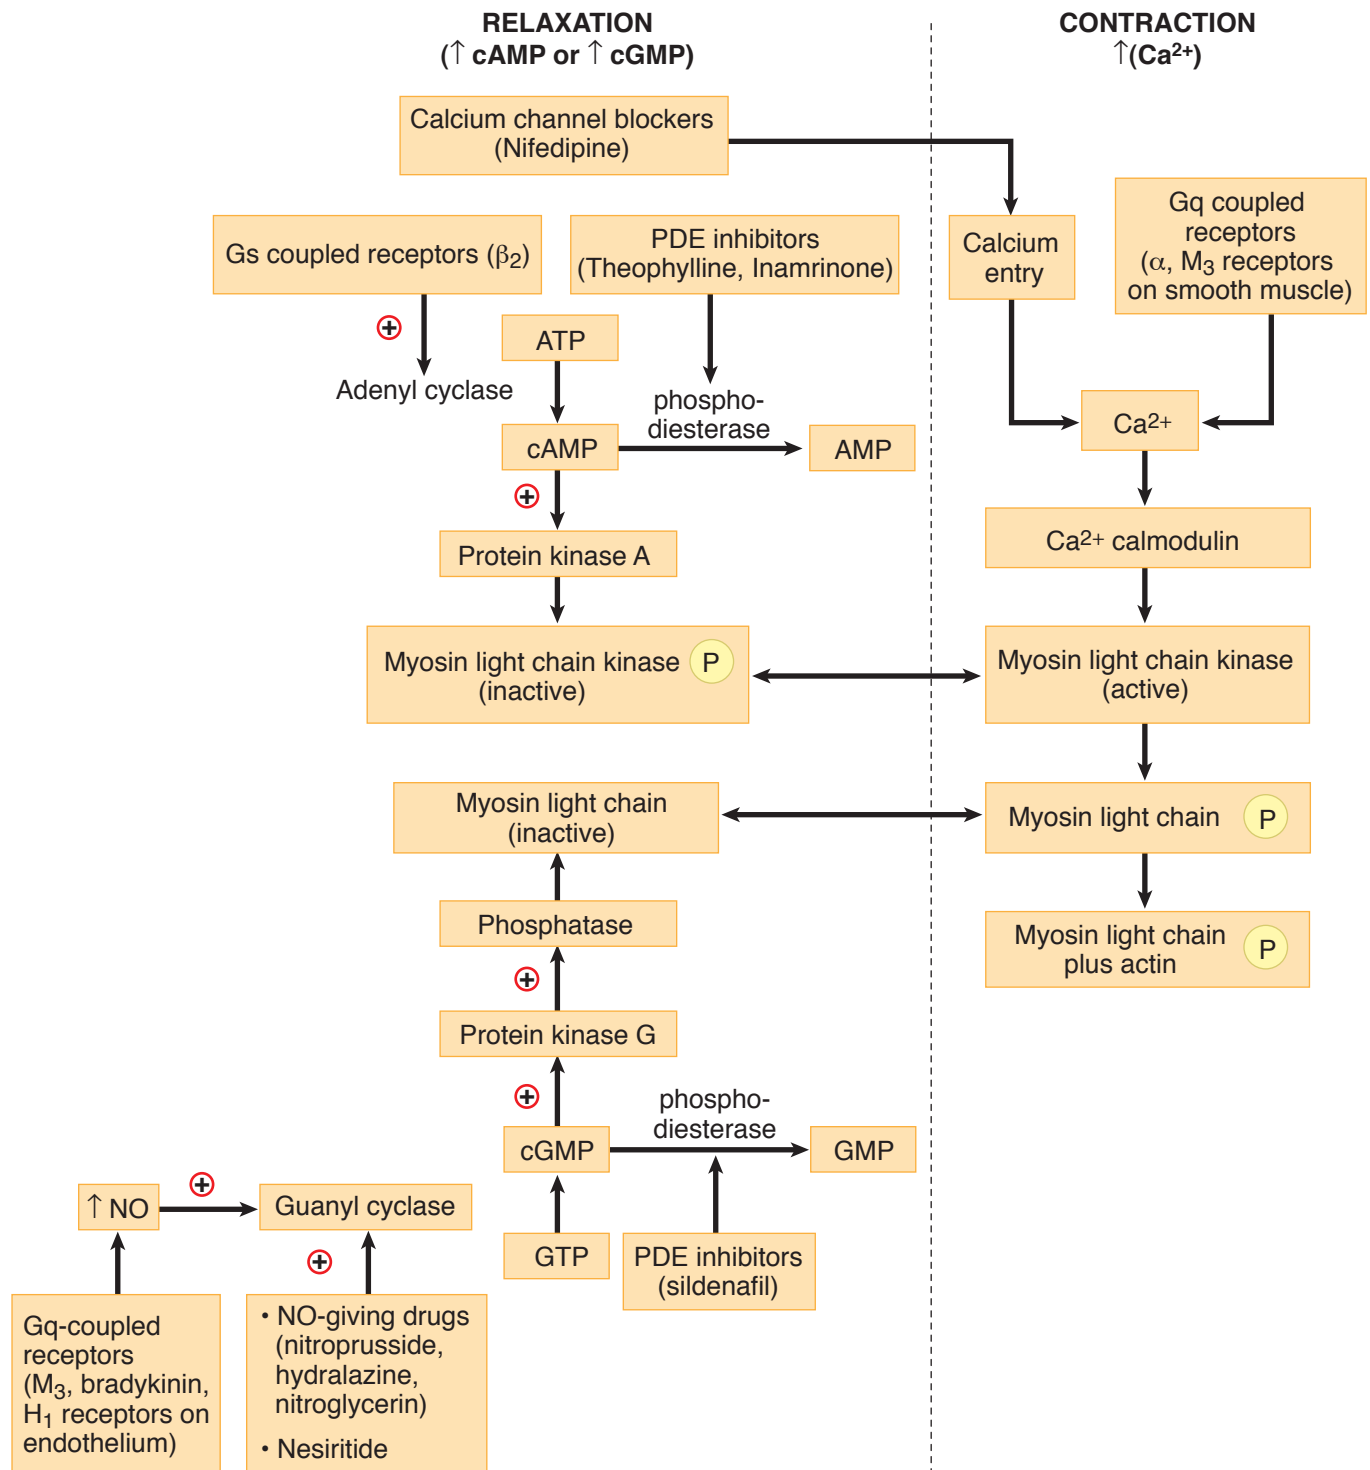 RELAXATION
(↑ cAMP or ↑ cGMP)
CONTRACTION
↑(Ca²⁺)
Calcium channel blockers
(Nifedipine)
Gs coupled receptors (β₂)
PDE inhibitors
(Theophylline, Inamrinone)
Calcium
entry
Gq coupled
receptors
(α, M₃ receptors
on smooth muscle)
+
ATP
Adenyl cyclase
phospho-
diesterase
cAMP
AMP
Ca²⁺
+
Protein kinase A
Ca²⁺ calmodulin
Myosin light chain kinase
(inactive)
P
Myosin light chain kinase
(active)
Myosin light chain
(inactive)
Myosin light chain
P
Phosphatase
Myosin light chain
plus actin
P
+
Protein kinase G
+
phospho-
diesterase
cGMP
GMP
↑ NO
+
Guanyl cyclase
+
GTP
PDE inhibitors
(sildenafil)
Gq-coupled
receptors
(M₃, bradykinin,
H₁ receptors on
endothelium)
• NO-giving drugs
(nitroprusside,
hydralazine,
nitroglycerin)
• Nesiritide